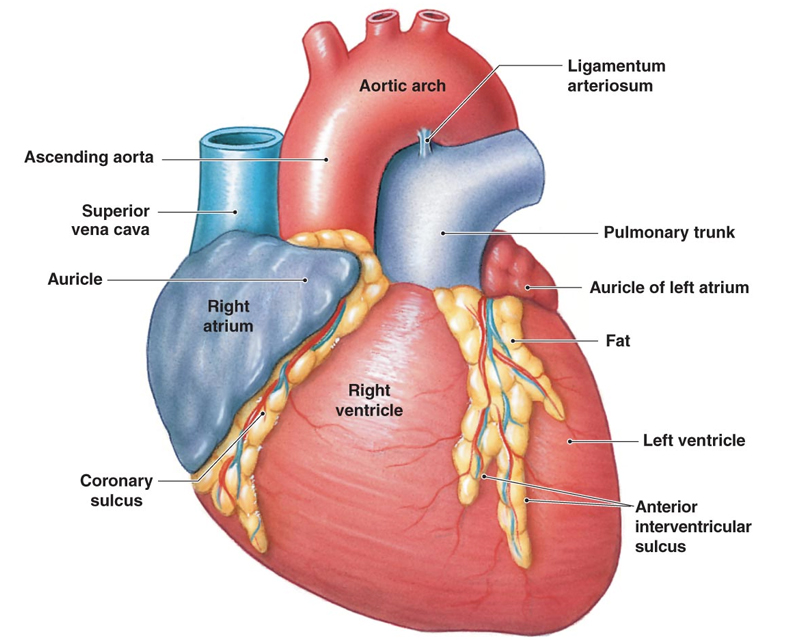 Ligamentum
arteriosum
Aortic arch
Ascending aorta
Superior
vena cava
Pulmonary trunk
Auricle
Auricle of left atrium
Right
atrium
Fat
Right
ventricle
Left ventricle
Coronary
sulcus
Anterior
interventricular
sulcus